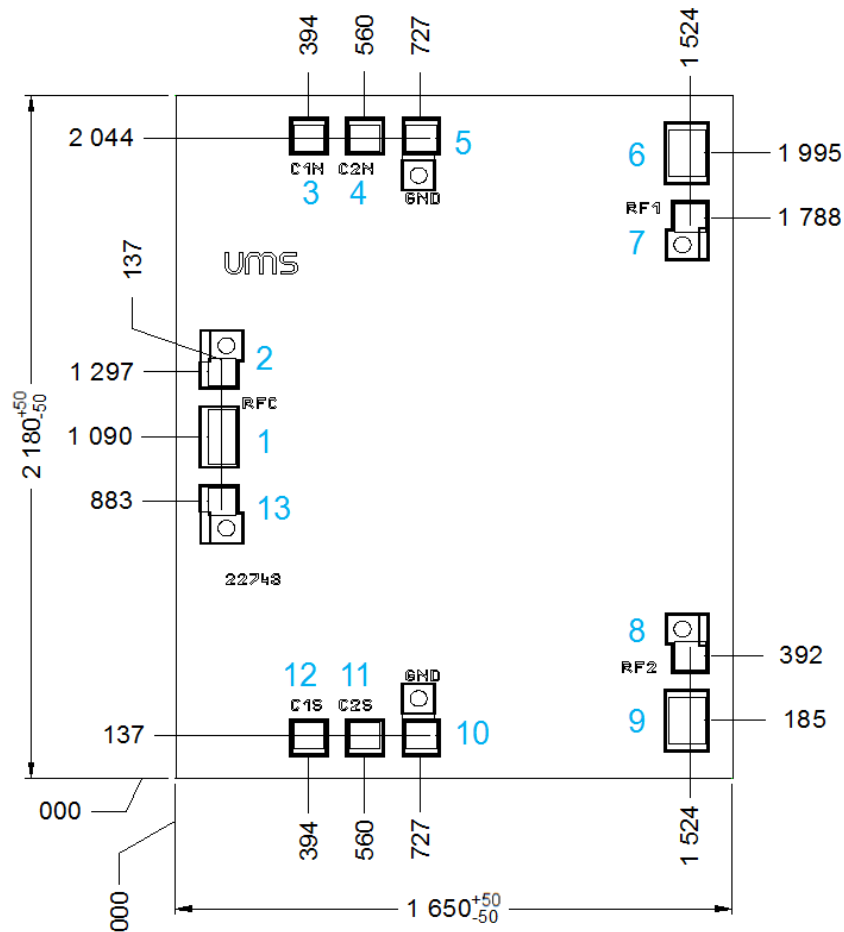 394
560
727
1 524
2 044
5
6
1 995
C1N
C2N
3
4
GND
RF1
1 788
7
137
ums
2
1 297
RFC
1 090
1
883
13
2 180 +50 -50
22748
8
12
11
GND
RF2
392
C1S
C2S
9
185
137
10
000
000
394
560
727
1 524
1 650 +50 -50